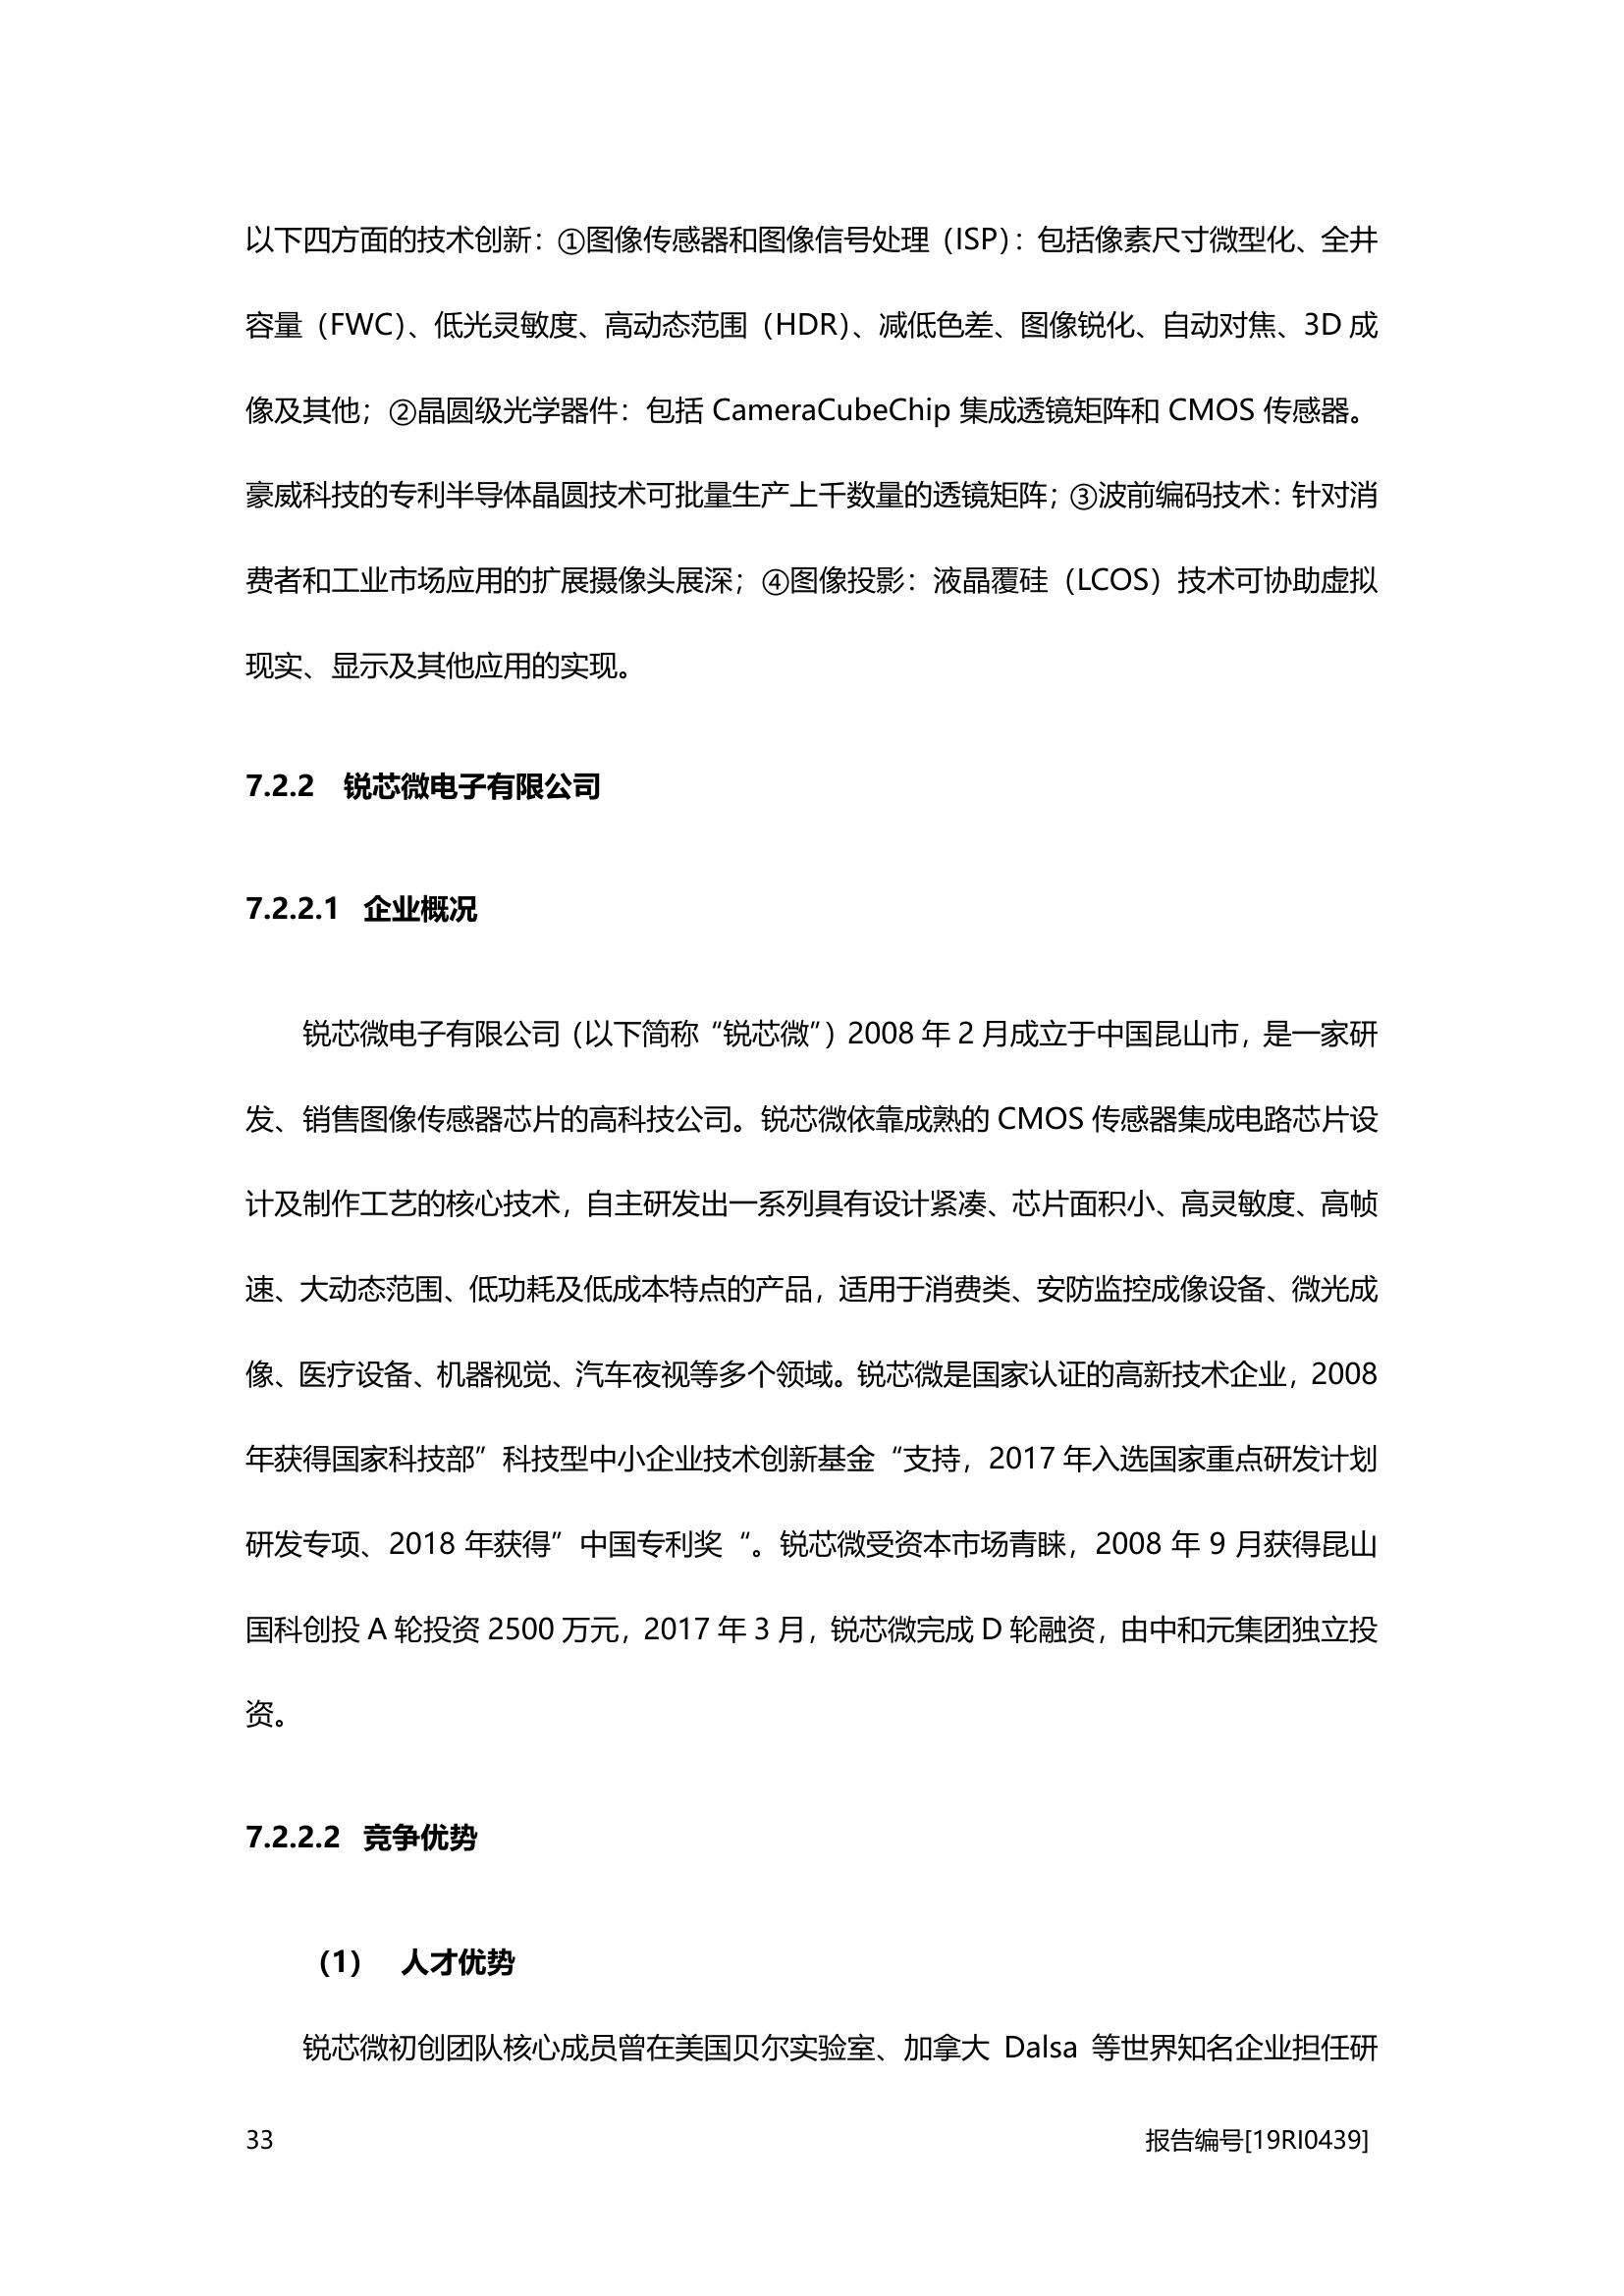 以下四方面的技术创新：①图像传感器和图像信号处理（ISP）：包括像素尺寸微型化、全井
容量（FWC）、低光灵敏度、高动态范围（HDR）、减低色差、图像锐化、自动对焦、3D 成
像及其他；②晶圆级光学器件：包括 CameraCubeChip 集成透镜矩阵和 CMOS 传感器。
豪威科技的专利半导体晶圆技术可批量生产上千数量的透镜矩阵；③波前编码技术：针对消
费者和工业市场应用的扩展摄像头展深；④图像投影：液晶覆硅（LCOS）技术可协助虚拟
现实、显示及其他应用的实现。
7.2.2 锐芯微电子有限公司
7.2.2.1 企业概况
锐芯微电子有限公司（以下简称“锐芯微”）2008 年 2 月成立于中国昆山市，是一家研
发、销售图像传感器芯片的高科技公司。锐芯微依靠成熟的 CMOS 传感器集成电路芯片设
计及制作工艺的核心技术，自主研发出一系列具有设计紧凑、芯片面积小、高灵敏度、高帧
速、大动态范围、低功耗及低成本特点的产品，适用于消费类、安防监控成像设备、微光成
像、医疗设备、机器视觉、汽车夜视等多个领域。锐芯微是国家认证的高新技术企业，2008
年获得国家科技部”科技型中小企业技术创新基金“支持，2017 年入选国家重点研发计划
研发专项、2018 年获得”中国专利奖“。锐芯微受资本市场青睐，2008 年 9 月获得昆山
国科创投 A 轮投资 2500 万元，2017 年 3 月，锐芯微完成 D 轮融资，由中和元集团独立投
资。
7.2.2.2 竞争优势
（1） 人才优势
锐芯微初创团队核心成员曾在美国贝尔实验室、加拿大 Dalsa 等世界知名企业担任研
33 报告编号[19RI0439]